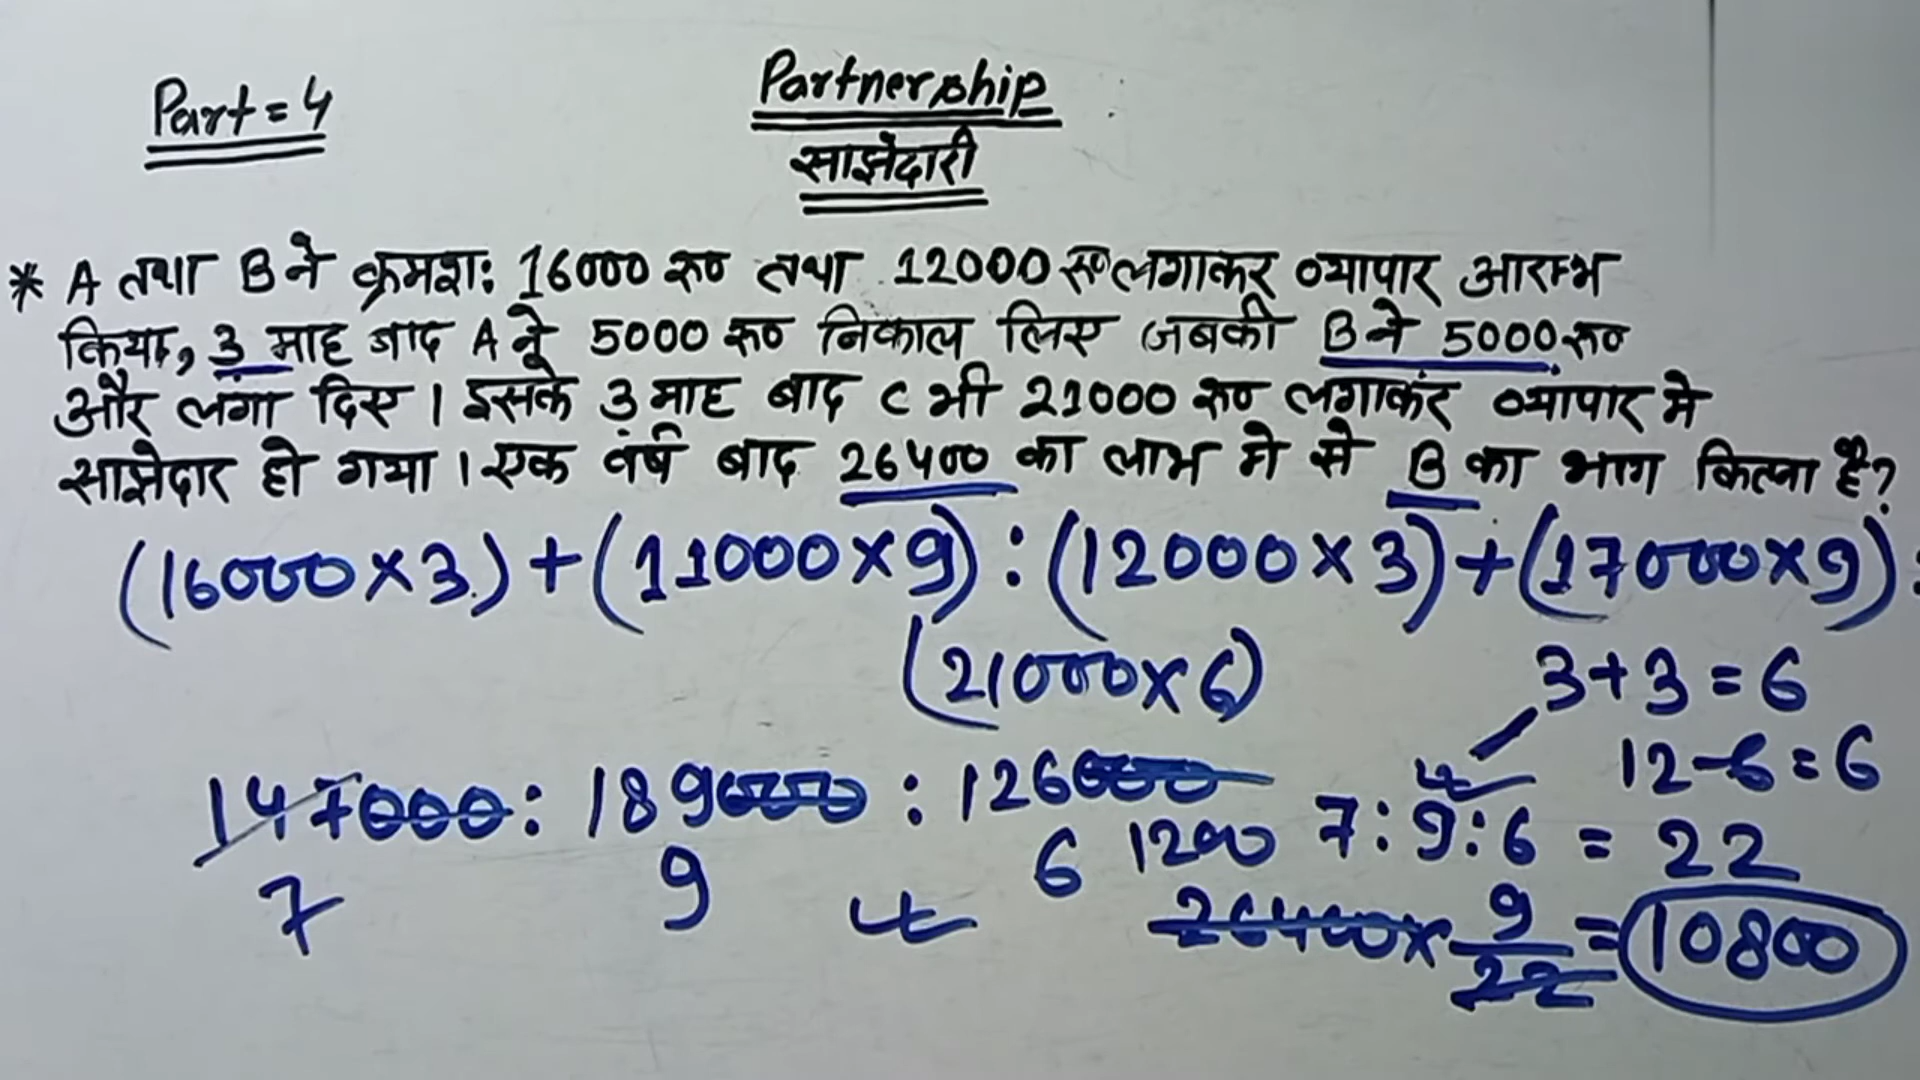 Part = 4
Partnership
साझेदारी
* A तथा B ने क्रमशः 16000 रू० तथा 12000 रू० लगाकर व्यापार आरम्भ
किया, 3 माह बाद A ने 5000 रू० निकाल लिए जबकी B ने 5000 रू०
और लगा दिए । इसके 3 माह बाद C भी 21000 रू० लगाकर व्यापार मे
साझेदार हो गया । एक वर्ष बाद 26400 का लाभ मे से B का भाग कितना है?
(16000 × 3) + (11000 × 9) : (12000 × 3) + (17000 × 9) :
(21000 × 6)
3 + 3 = 6
12 - 6 = 6
147000 : 189000 : 126000
7 9 6
7 : 9 : 6 = 22
1200
26400 × 9/22 = 10800